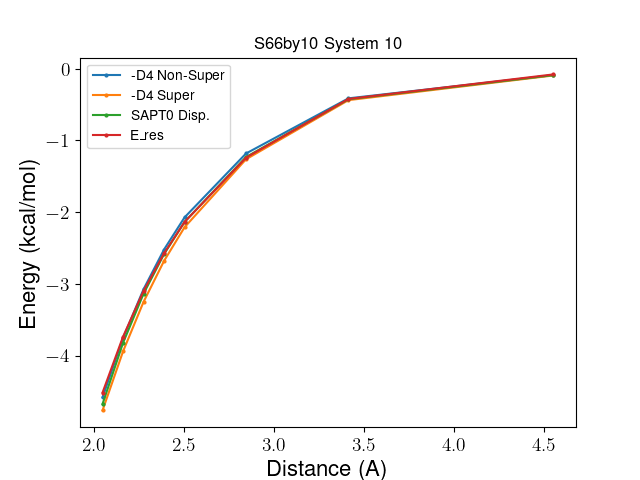 S66by10 System 10
-D4 Non-Super
-D4 Super
SAPT0 Disp.
E_res
0
−1
−2
−3
−4
Energy (kcal/mol)
2.0 2.5 3.0 3.5 4.0 4.5
Distance (A)